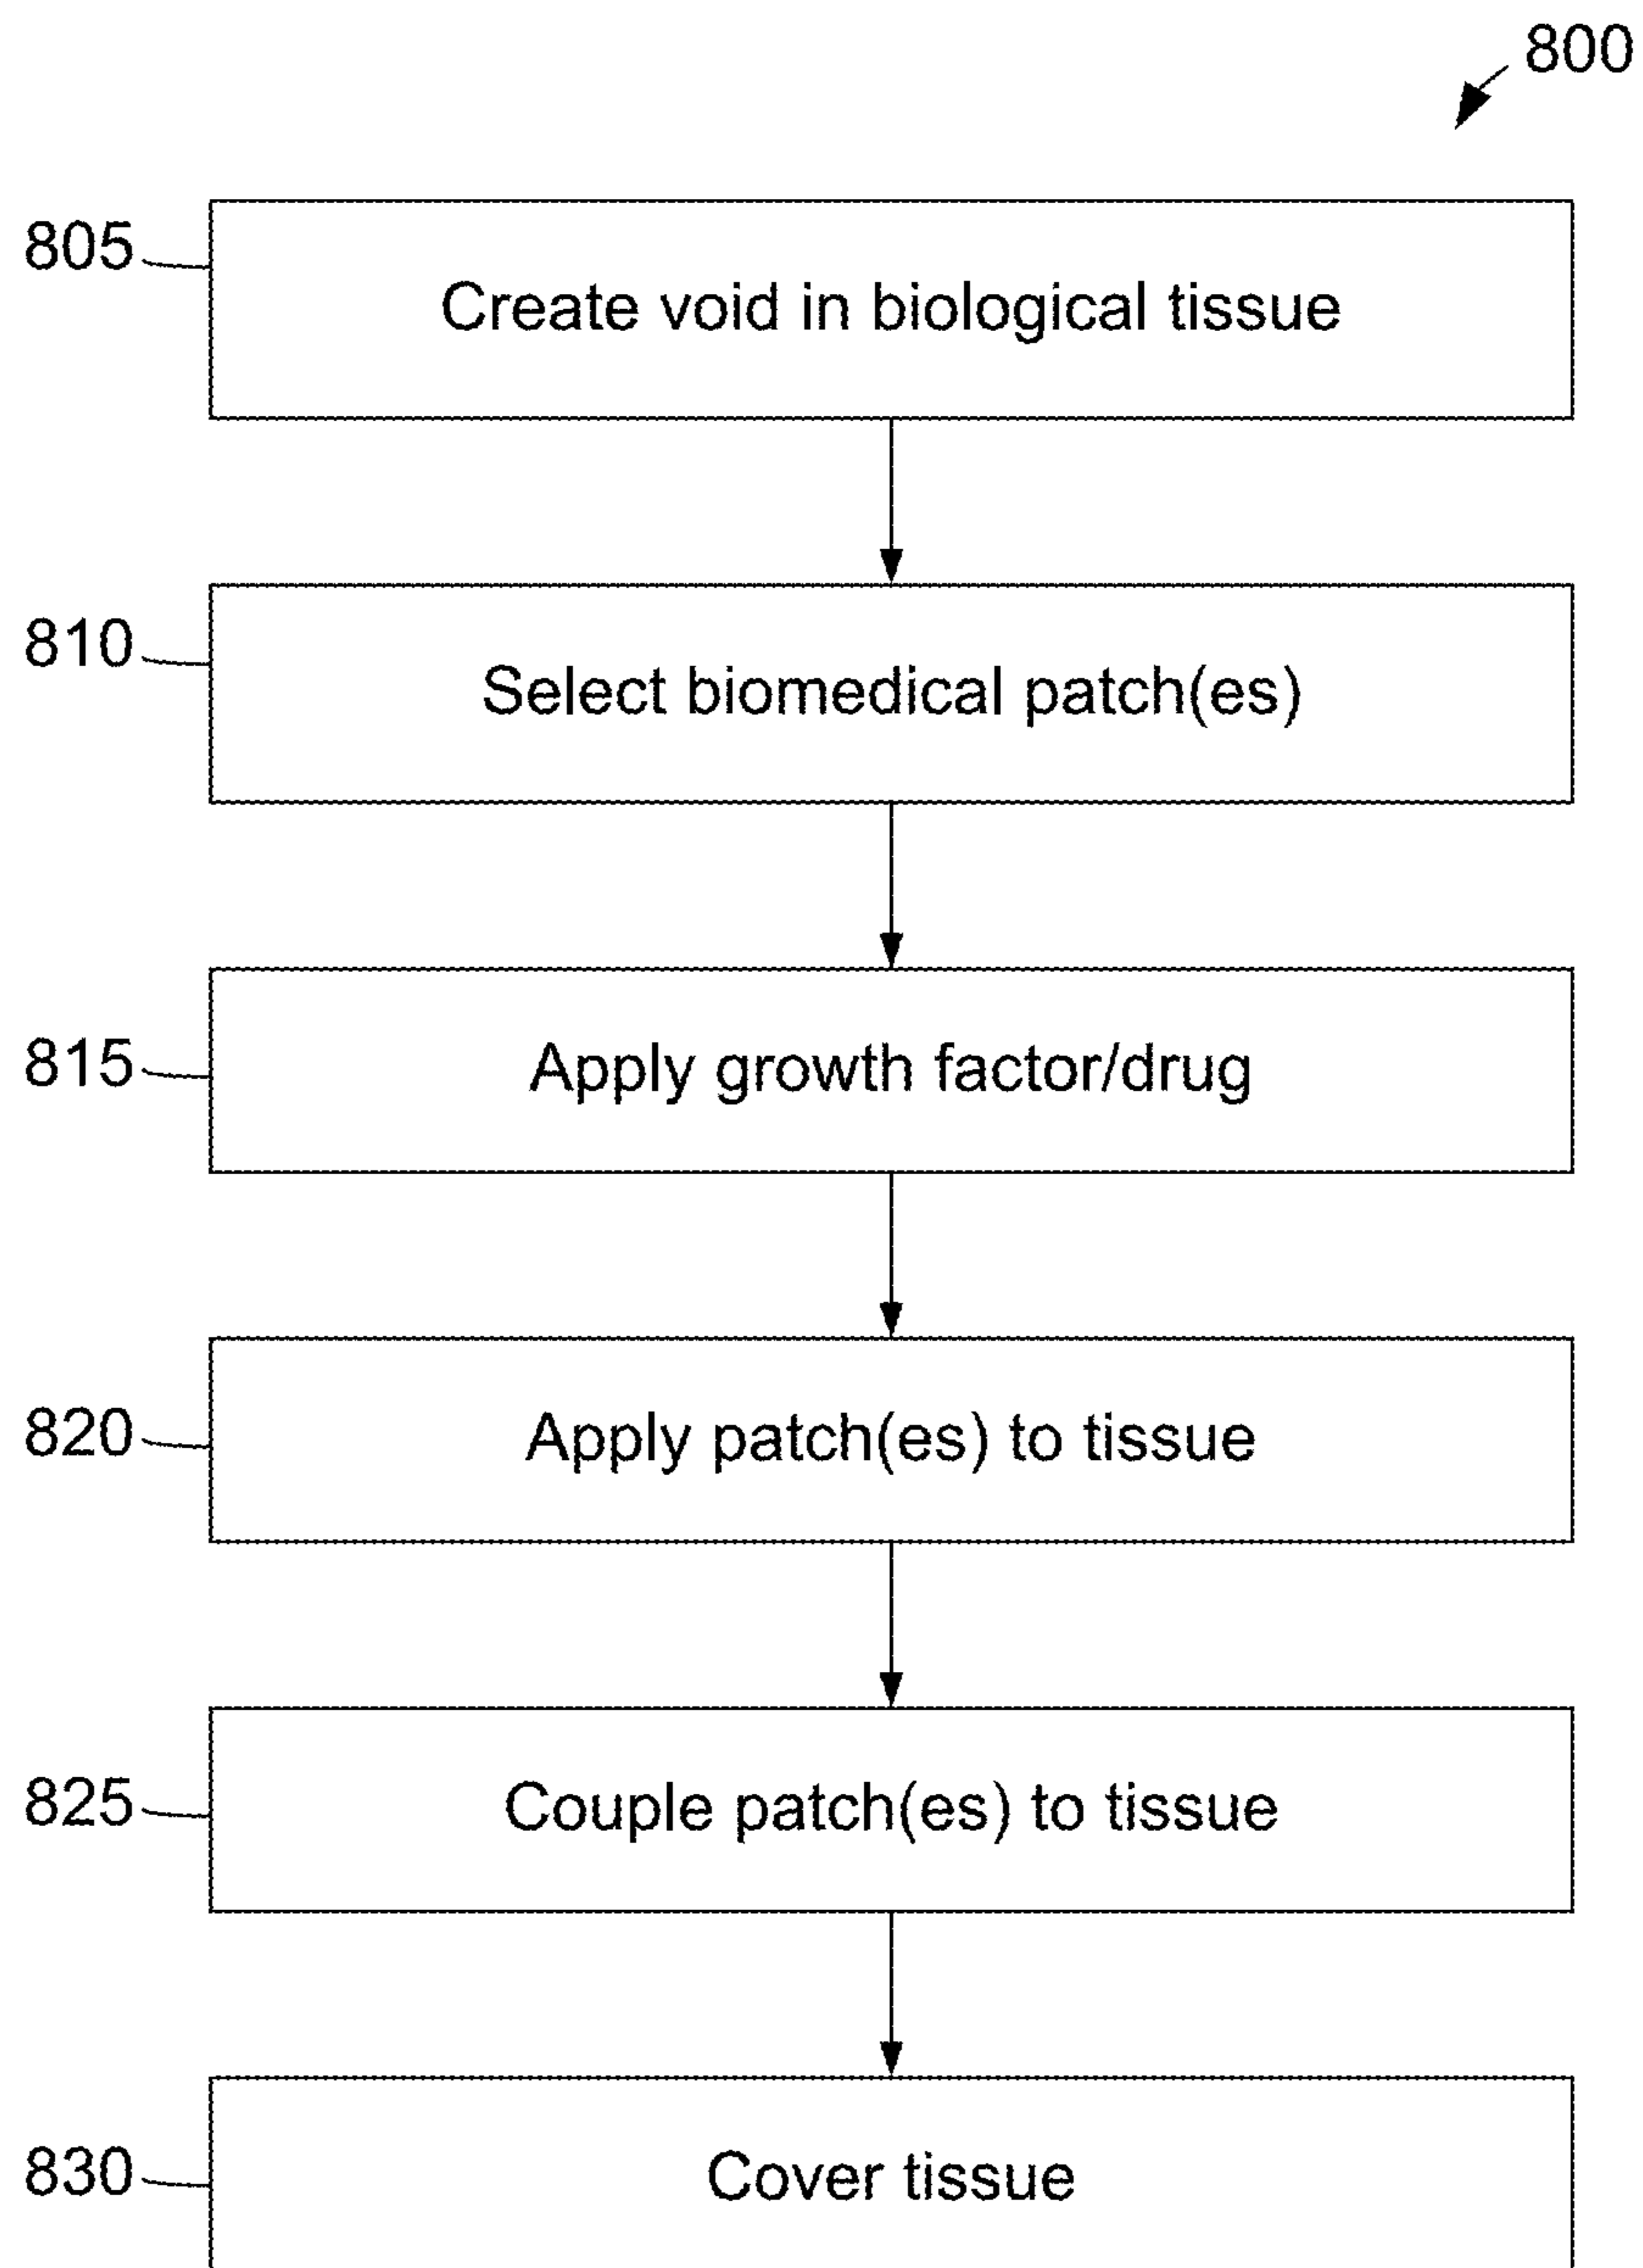 800
805
Create void in biological tissue
810
Select biomedical patch(es)
815
Apply growth factor/drug
820
Apply patch(es) to tissue
825
Couple patch(es) to tissue
830
Cover tissue